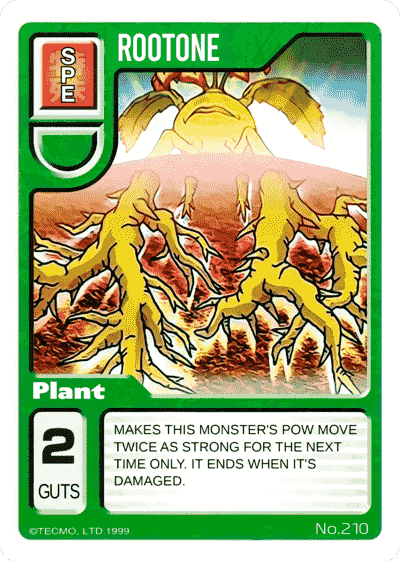 SPE
ROOTONE
Plant
2
GUTS
MAKES THIS MONSTER'S POW MOVE
TWICE AS STRONG FOR THE NEXT
TIME ONLY. IT ENDS WHEN IT'S
DAMAGED.
©TECMO, LTD.1999
No.210